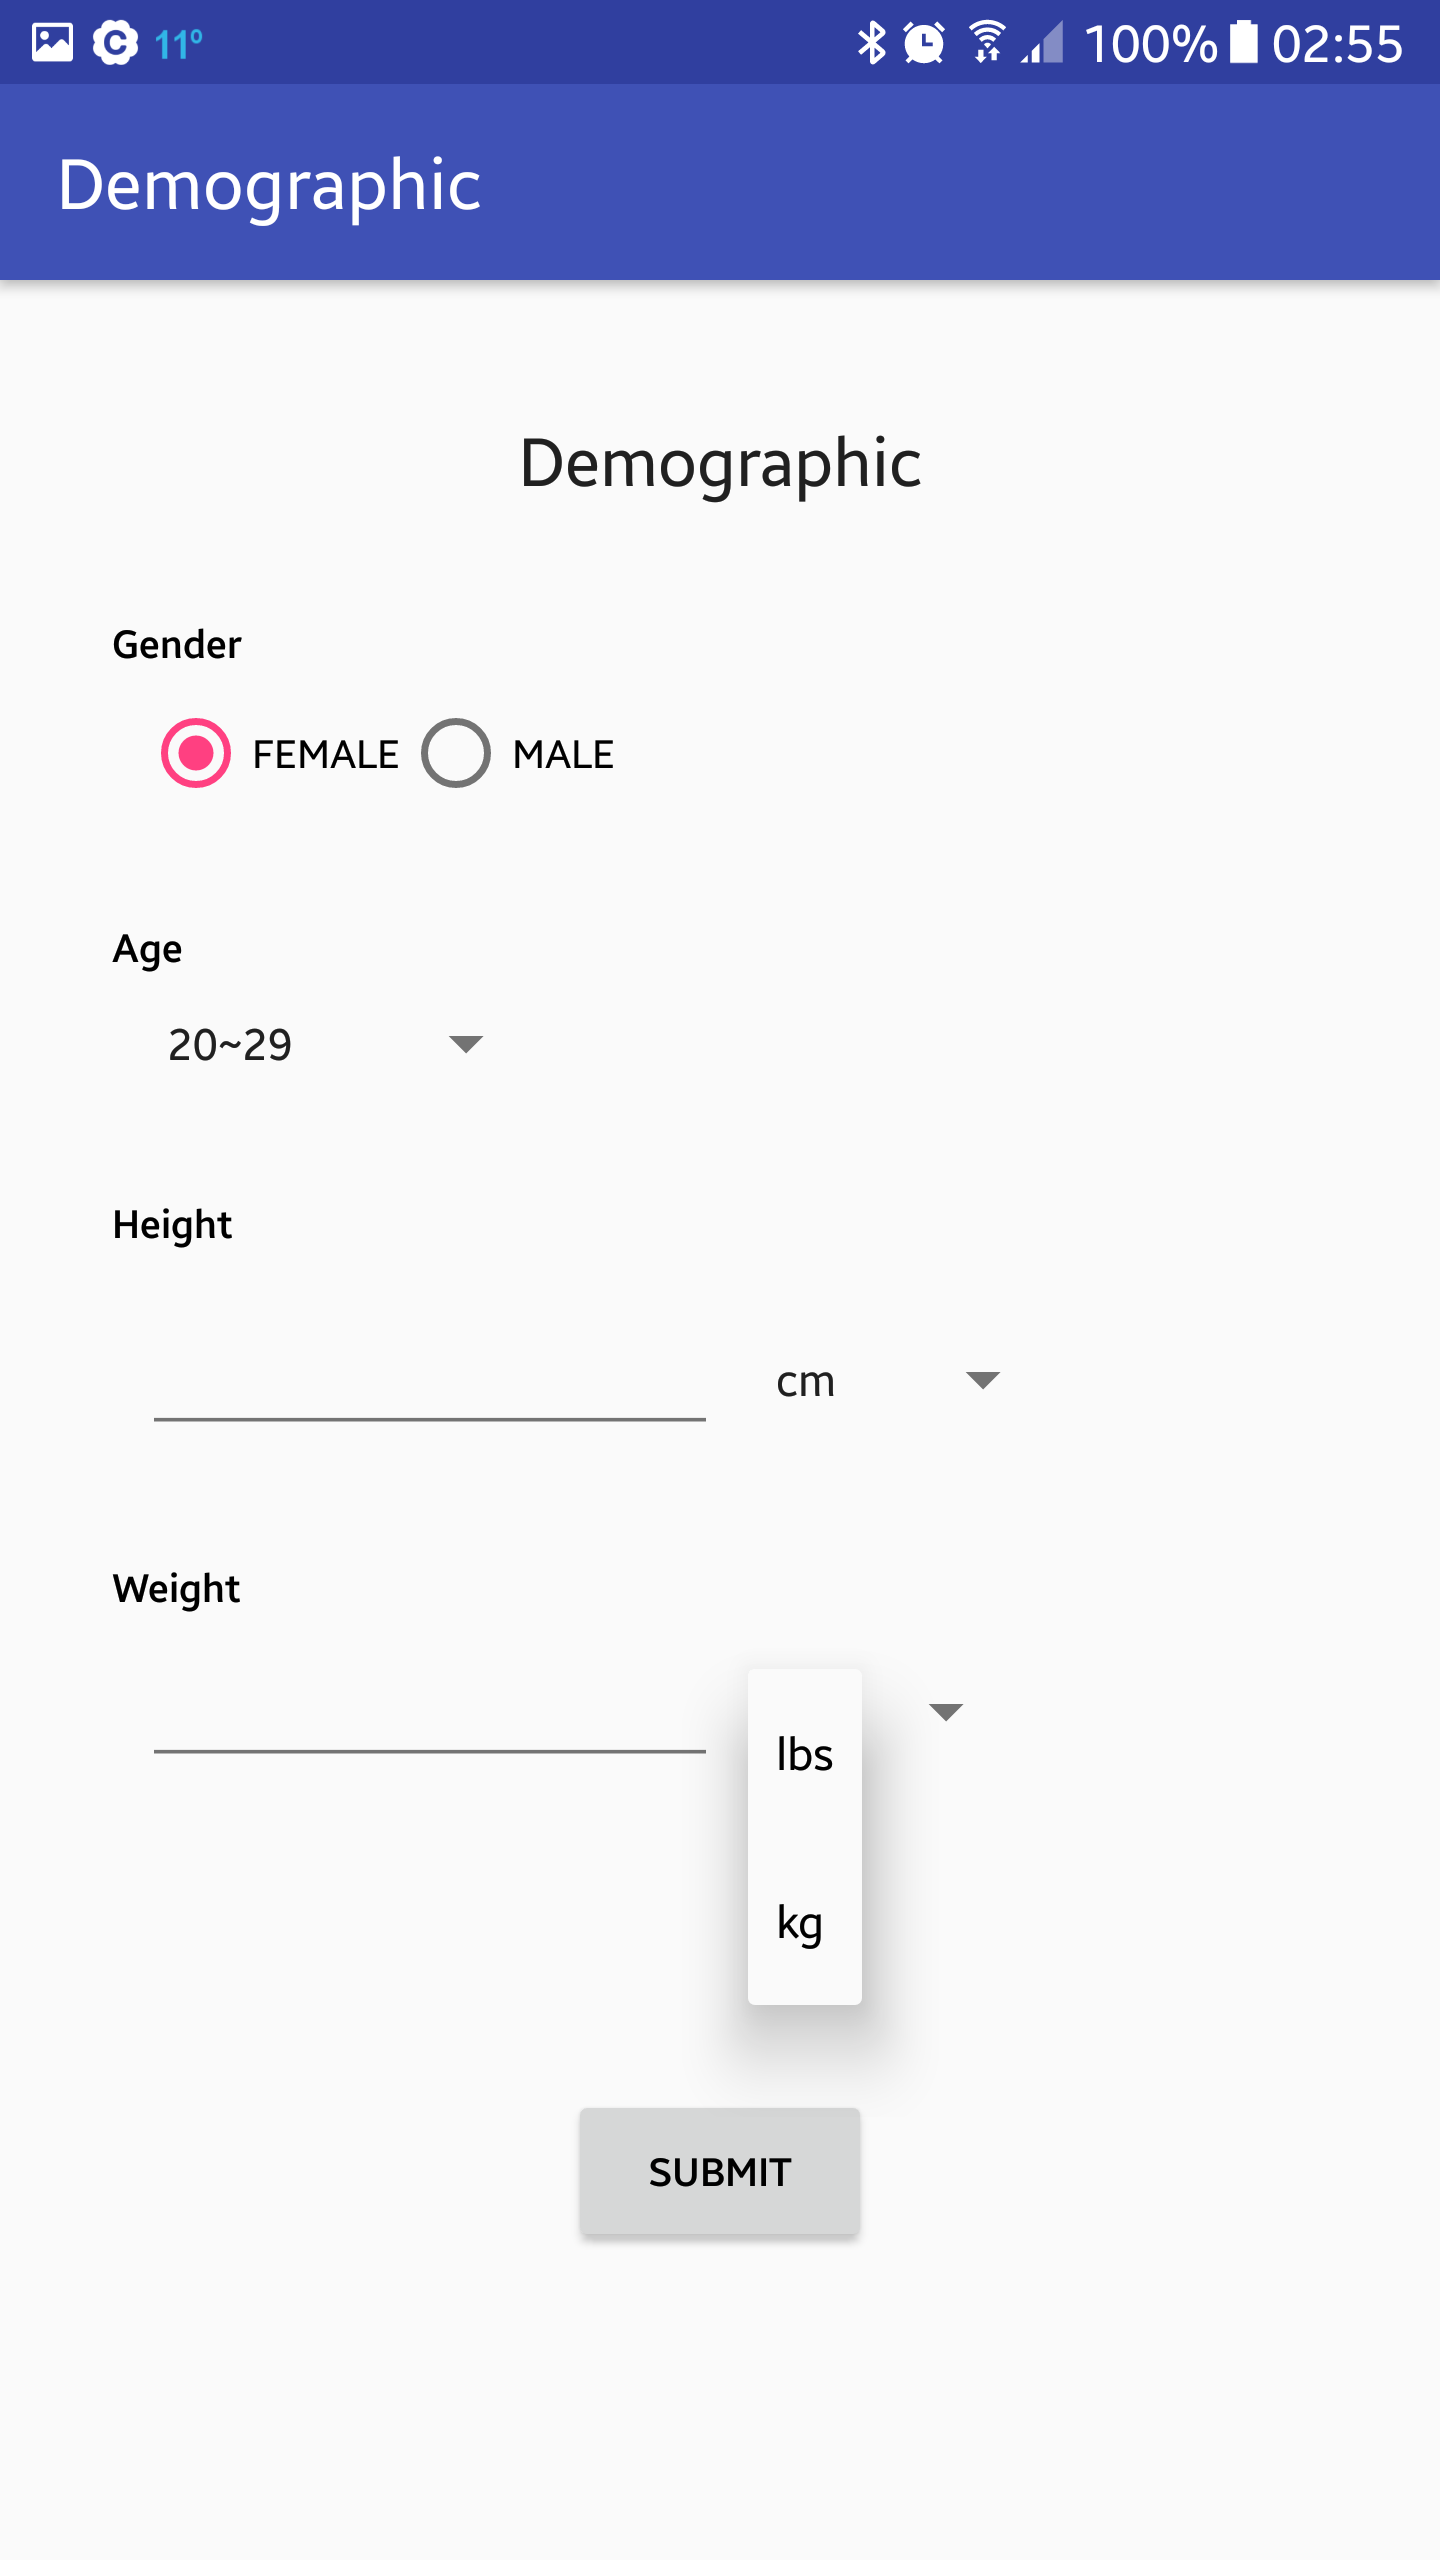 11° 100% 02:55
Demographic
Demographic
Gender
FEMALE MALE
Age
20~29
Height
cm
Weight
lbs
kg
SUBMIT